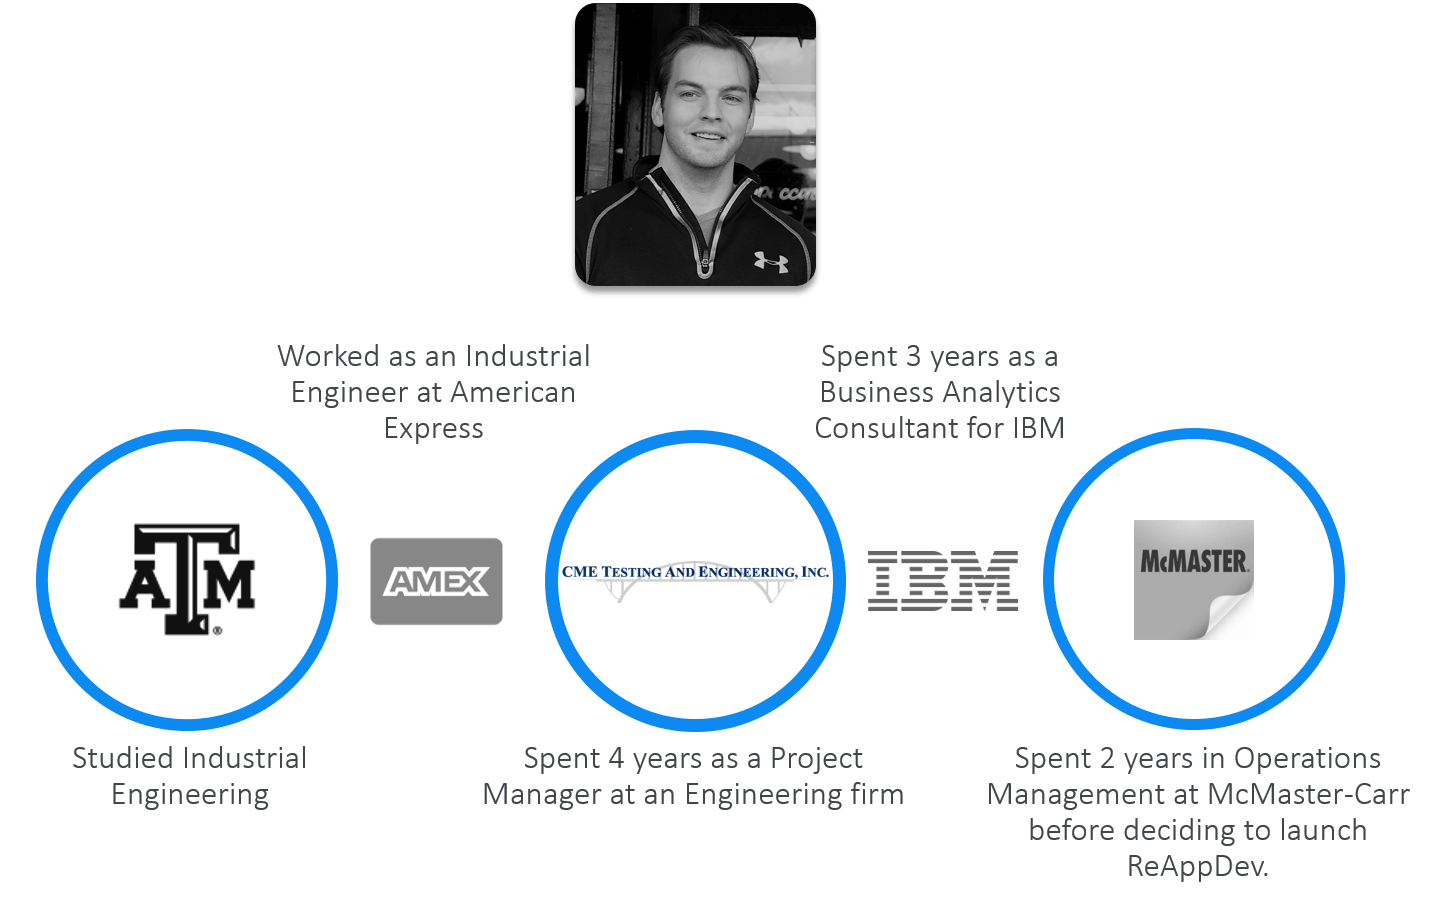 Worked as an Industrial
Engineer at American
Express
Spent 3 years as a
Business Analytics
Consultant for IBM
ATM®
AMEX
CME TESTING AND ENGINEERING, INC.
IBM
McMASTER.
Studied Industrial
Engineering
Spent 4 years as a Project
Manager at an Engineering firm
Spent 2 years in Operations
Management at McMaster-Carr
before deciding to launch
ReAppDev.